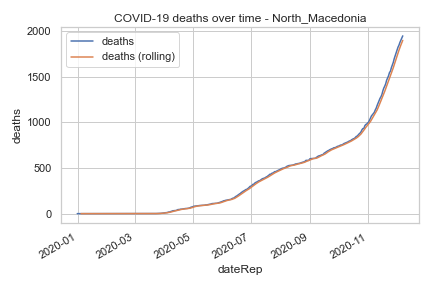 COVID-19 deaths over time - North_Macedonia
deaths
deaths (rolling)
2000
1500
1000
500
0
deaths
2020-01
2020-03
2020-05
2020-07
2020-09
2020-11
dateRep